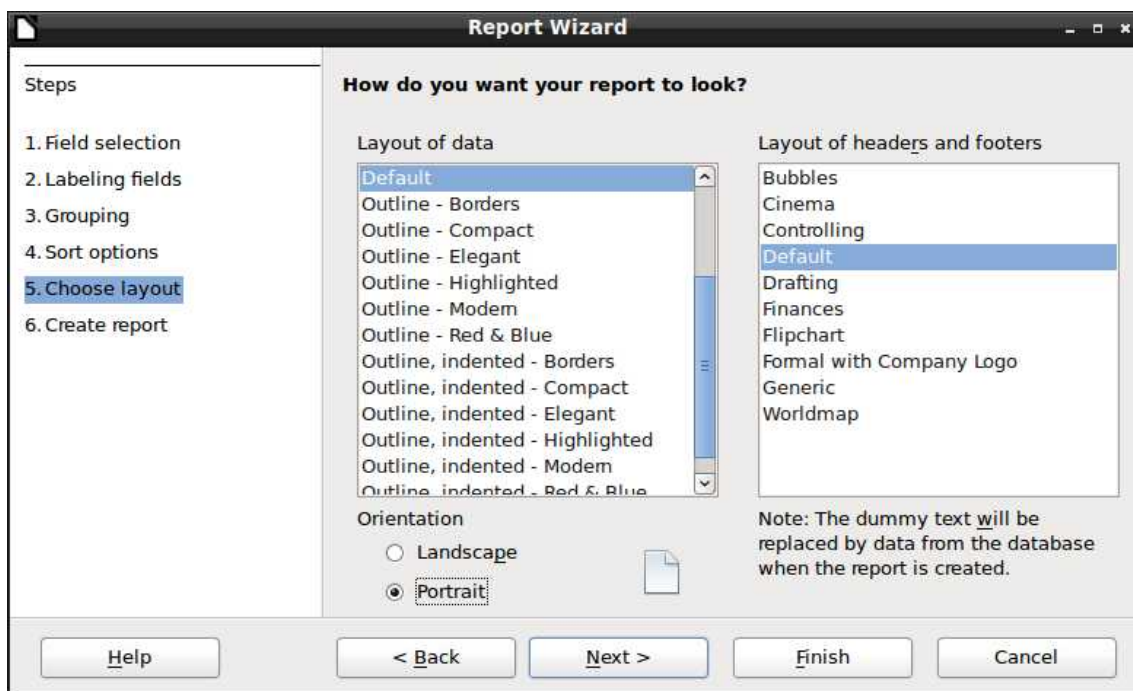 Report Wizard
Steps
1. Field selection
2. Labeling fields
3. Grouping
4. Sort options
5. Choose layout
6. Create report
How do you want your report to look?
Layout of data
Default
Outline - Borders
Outline - Compact
Outline - Elegant
Outline - Highlighted
Outline - Modern
Outline - Red & Blue
Outline, indented - Borders
Outline, indented - Compact
Outline, indented - Elegant
Outline, indented - Highlighted
Outline, indented - Modern
Outline, indented - Red & Blue
Layout of headers and footers
Bubbles
Cinema
Controlling
Default
Drafting
Finances
Flipchart
Formal with Company Logo
Generic
Worldmap
Orientation
Landscape
Portrait
Note: The dummy text will be
replaced by data from the database
when the report is created.
Help
< Back
Next >
Finish
Cancel